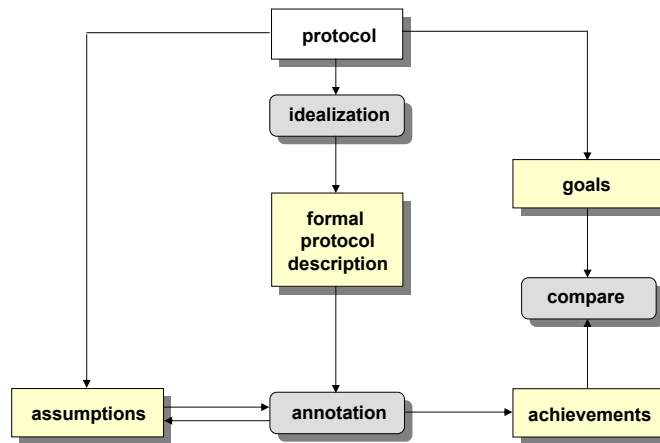 protocol
idealization
goals
formal
protocol
description
compare
assumptions
annotation
achievements